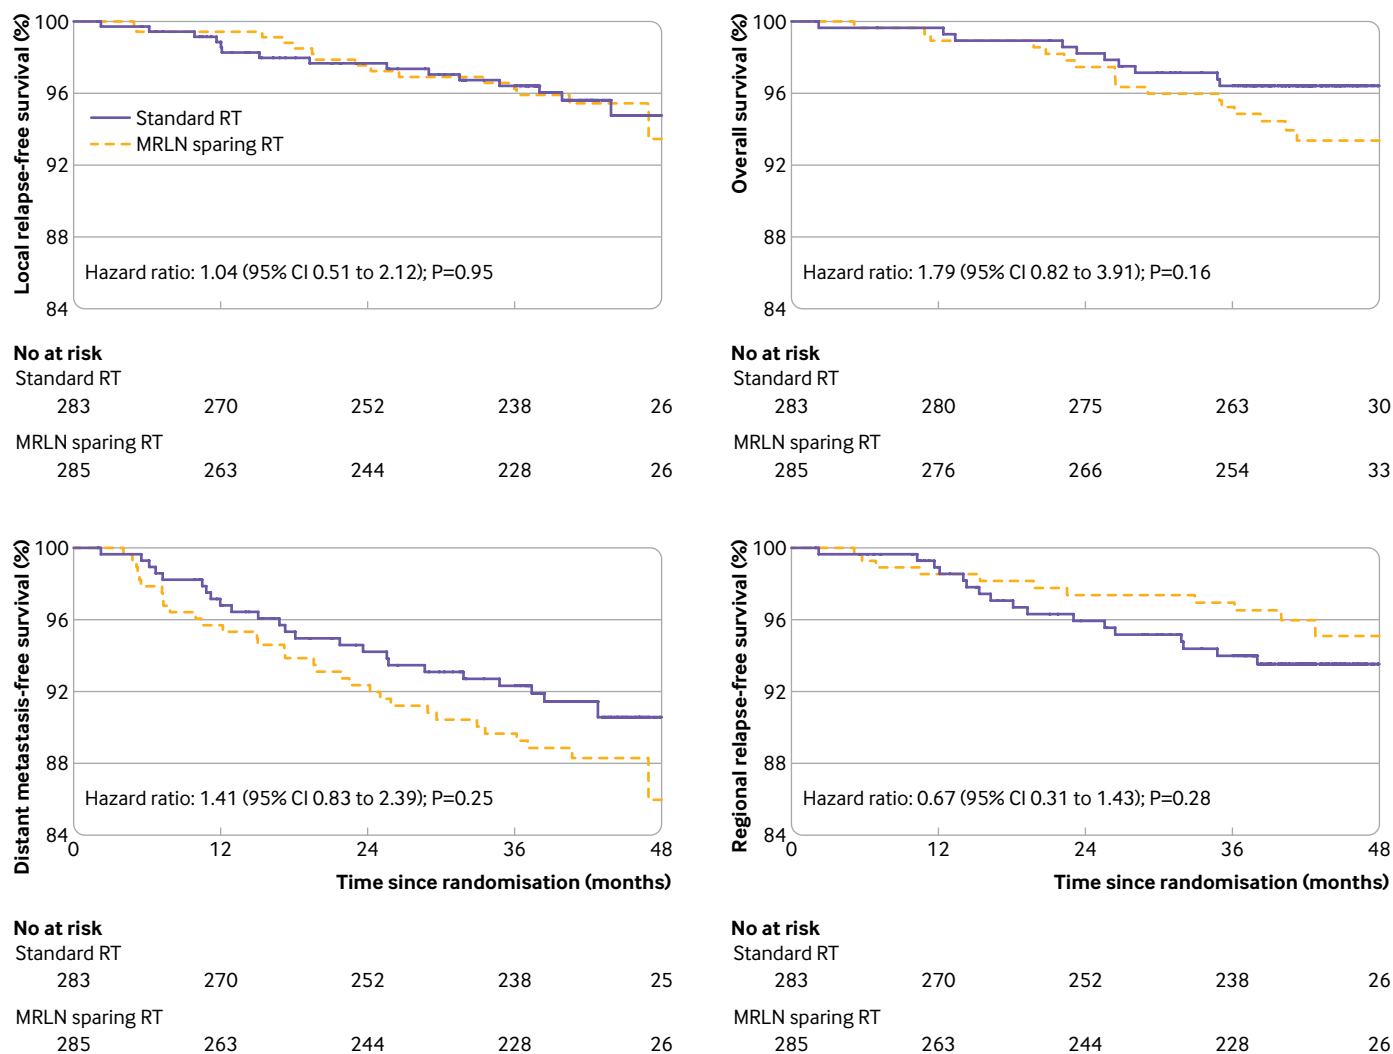 Local relapse-free survival (%)
100
96
92
88
84
Standard RT
MRLN sparing RT
Hazard ratio: 1.04 (95% CI 0.51 to 2.12); P=0.95
No at risk
Standard RT
283 270 252 238 26
MRLN sparing RT
285 263 244 228 26
Overall survival (%)
100
96
92
88
84
Hazard ratio: 1.79 (95% CI 0.82 to 3.91); P=0.16
No at risk
Standard RT
283 280 275 263 30
MRLN sparing RT
285 276 266 254 33
Distant metastasis-free survival (%)
100
96
92
88
84
Hazard ratio: 1.41 (95% CI 0.83 to 2.39); P=0.25
0 12 24 36 48
Time since randomisation (months)
No at risk
Standard RT
283 270 252 238 25
MRLN sparing RT
285 263 244 228 26
Regional relapse-free survival (%)
100
96
92
88
84
Hazard ratio: 0.67 (95% CI 0.31 to 1.43); P=0.28
0 12 24 36 48
Time since randomisation (months)
No at risk
Standard RT
283 270 252 238 26
MRLN sparing RT
285 263 244 228 26